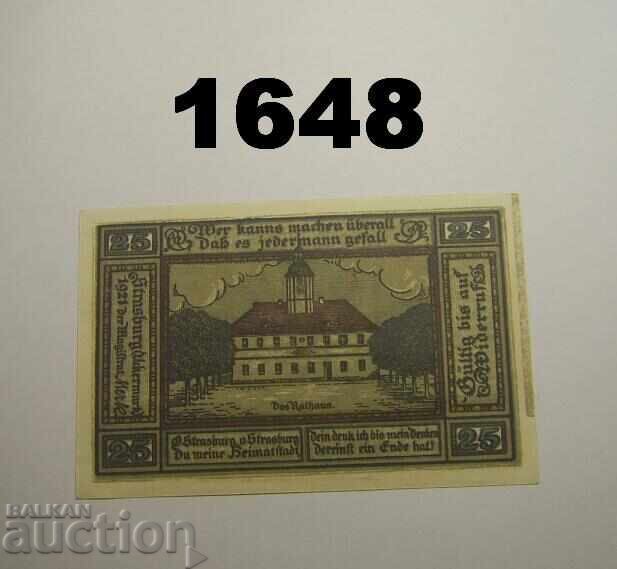 1648
25
Wer kanns machen überall
Daß es jedermann gefall
25
Strasburg Uckermark
1921 der Magistrat
Gültig bis auf
Widerruf
Das Rathaus.
25
O Strasburg o Strasburg
Du meine Heimatstadt
Dein denk ich bis mein Denken
Dereinst ein Ende hat!
25
BALKAN
auction